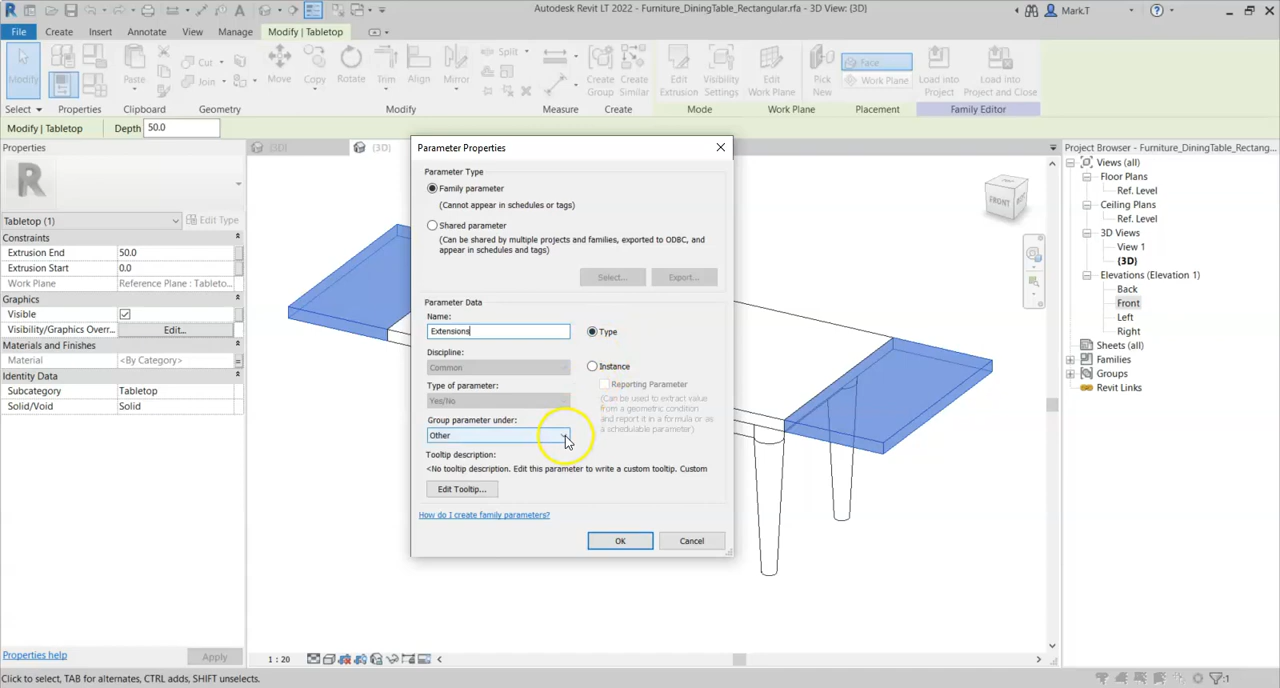 Autodesk Revit LT 2022 - Furniture_DiningTable_Rectangular.rfa - 3D View: {3D}
Mark.T
File Create Insert Annotate View Manage Modify | Tabletop
Modify
Paste
Cut
Join
Move
Copy
Rotate
Trim
Align
Mirror
Split
Create Group
Create Similar
Edit Extrusion
Visibility Settings
Edit Work Plane
Pick New
Face
Work Plane
Load into Project
Load into Project and Close
Select Properties Clipboard Geometry Modify Measure Create Mode Work Plane Placement Family Editor
Modify | Tabletop Depth 50.0
Properties
Tabletop (1) Edit Type
Constraints
Extrusion End 50.0
Extrusion Start 0.0
Work Plane Reference Plane : Tableto...
Graphics
Visible
Visibility/Graphics Overr... Edit...
Materials and Finishes
Material <By Category>
Identity Data
Subcategory Tabletop
Solid/Void Solid
Properties help Apply
{3D}
{3D}
TOP
FRONT
Parameter Properties
Parameter Type
Family parameter
(Cannot appear in schedules or tags)
Shared parameter
(Can be shared by multiple projects and families, exported to ODBC, and
appear in schedules and tags)
Select... Export...
Parameter Data
Name:
Extensions
Type
Discipline:
Common
Instance
Type of parameter:
Reporting Parameter
Yes/No
(Can be used to extract value
from a geometric condition
and report it in a formula or as
a schedulable parameter)
Group parameter under:
Other
Tooltip description:
<No tooltip description. Edit this parameter to write a custom tooltip. Custom
Edit Tooltip...
How do I create family parameters?
OK Cancel
Project Browser - Furniture_DiningTable_Rectang...
Views (all)
Floor Plans
Ref. Level
Ceiling Plans
Ref. Level
3D Views
View 1
{3D}
Elevations (Elevation 1)
Back
Front
Left
Right
Sheets (all)
Families
Groups
Revit Links
1 : 20
Click to select, TAB for alternates, CTRL adds, SHIFT unselects.
:1